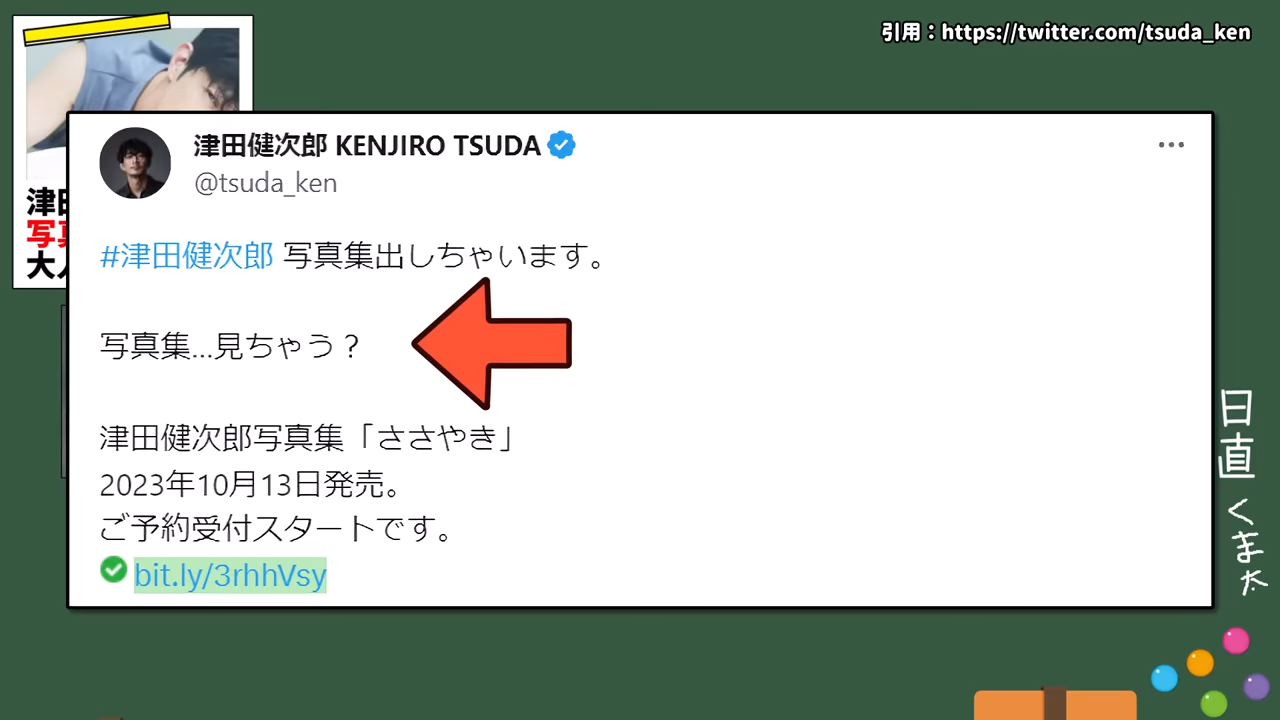 引用：https://twitter.com/tsuda_ken
津田健次郎 KENJIRO TSUDA
@tsuda_ken
#津田健次郎 写真集出しちゃいます。
写真集...見ちゃう？
津田健次郎写真集「ささやき」
2023年10月13日発売。
ご予約受付スタートです。
bit.ly/3rhhVsy
津
写
大
日直
くま太